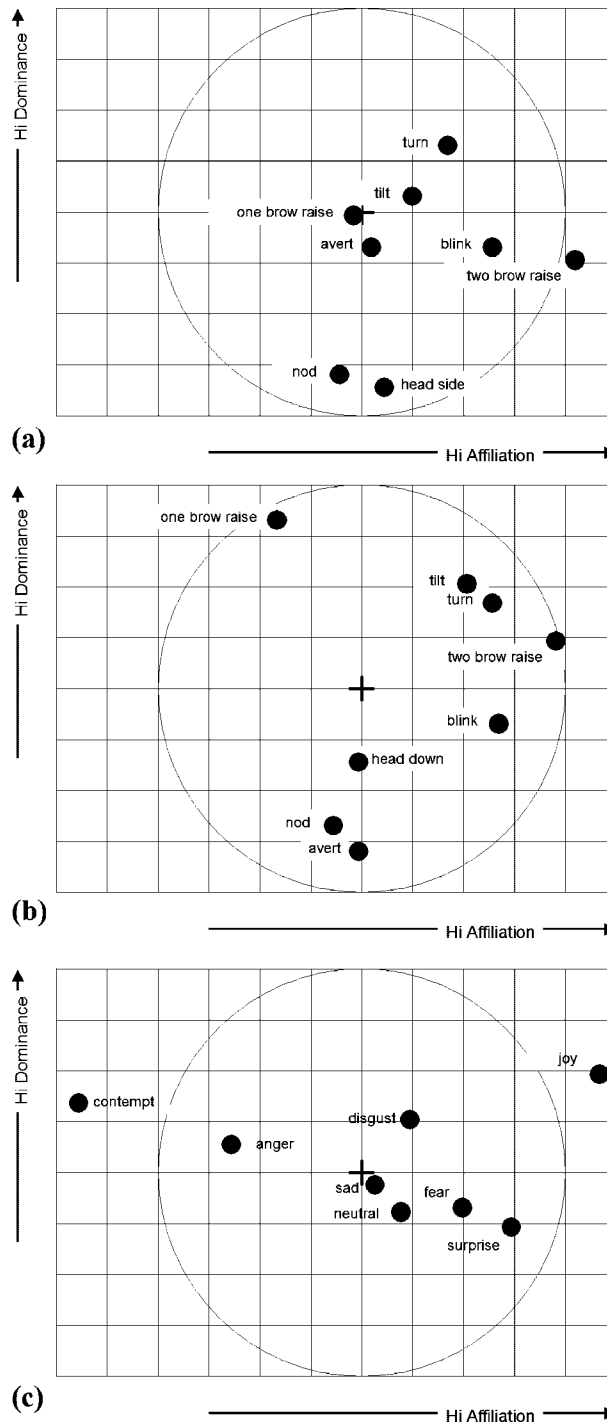 Hi Dominance
turn
tilt
one brow raise
avert
blink
two brow raise
nod
head side
(a)
Hi Affiliation
Hi Dominance
one brow raise
tilt
turn
two brow raise
blink
head down
nod
avert
(b)
Hi Affiliation
Hi Dominance
joy
contempt
disgust
anger
sad
fear
neutral
surprise
(c)
Hi Affiliation